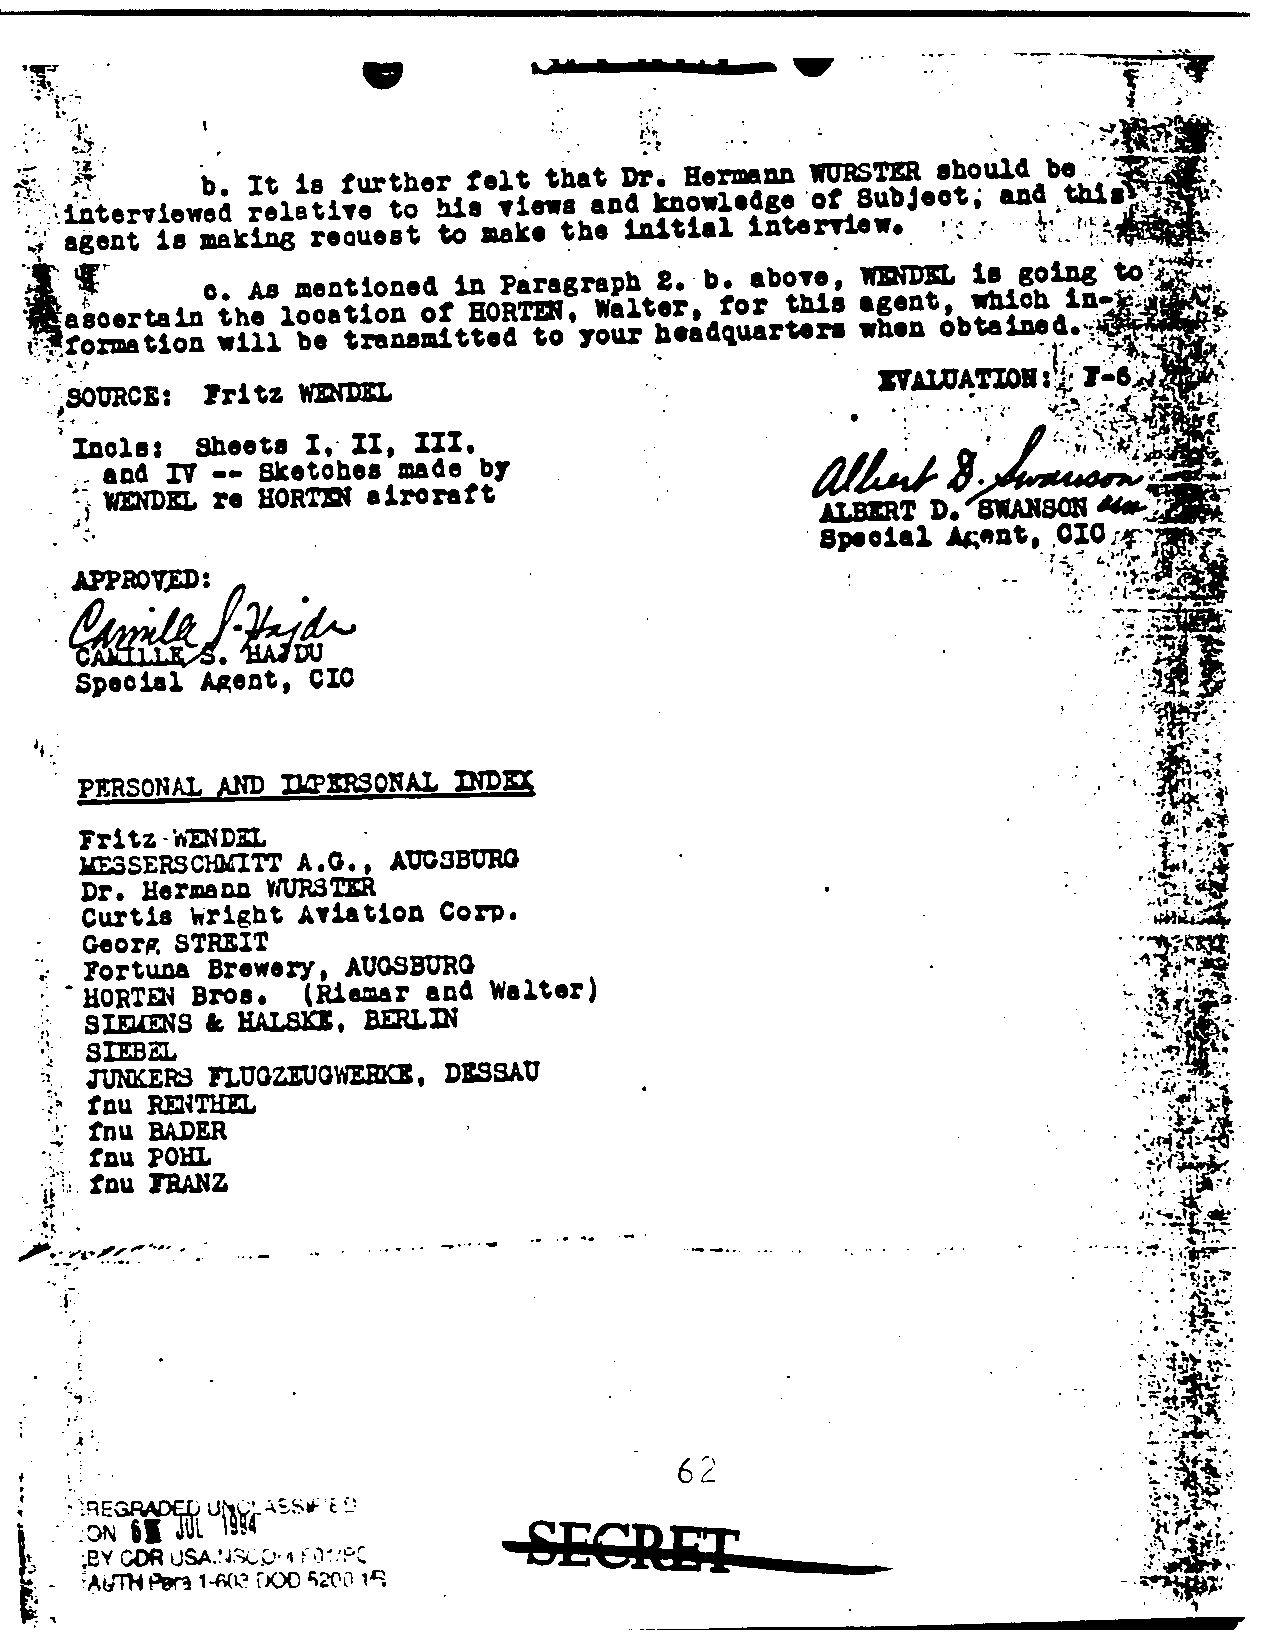 b. It is further felt that Dr. Hermann WURSTER should be
interviewed relative to his views and knowledge of Subject; and this
agent is making request to make the initial interview.
c. As mentioned in Paragraph 2. b. above, WENDEL is going to
ascertain the location of HORTEN, Walter, for this agent, which in-
formation will be transmitted to your headquarters when obtained.
SOURCE: Fritz WENDEL
EVALUATION: F-6
Incls: Sheets I, II, III,
and IV -- Sketches made by
WENDEL re HORTEN aircraft
Albert D. Swanson
ALBERT D. SWANSON
Special Agent, CIC
APPROVED:
Camille S. Hajdu
CAMILLE S. HAJDU
Special Agent, CIC
PERSONAL AND IMPERSONAL INDEX
Fritz WENDEL
MESSERSCHMITT A.G., AUGSBURG
Dr. Hermann WURSTER
Curtis Wright Aviation Corp.
Georg STREIT
Fortuna Brewery, AUGSBURG
HORTEN Bros. (Riemar and Walter)
SIEMENS & HALSKE, BERLIN
SIEBEL
JUNKERS FLUGZEUGWERKE, DESSAU
fnu RENTHEL
fnu BADER
fnu POHL
fnu FRANZ
62
REGRADED UNCLASSIFIED
ON JUL 1994
BY CDR USAINSCOM F01/PO
AUTH Para 1-603 DOD 5200 1R
SECRET